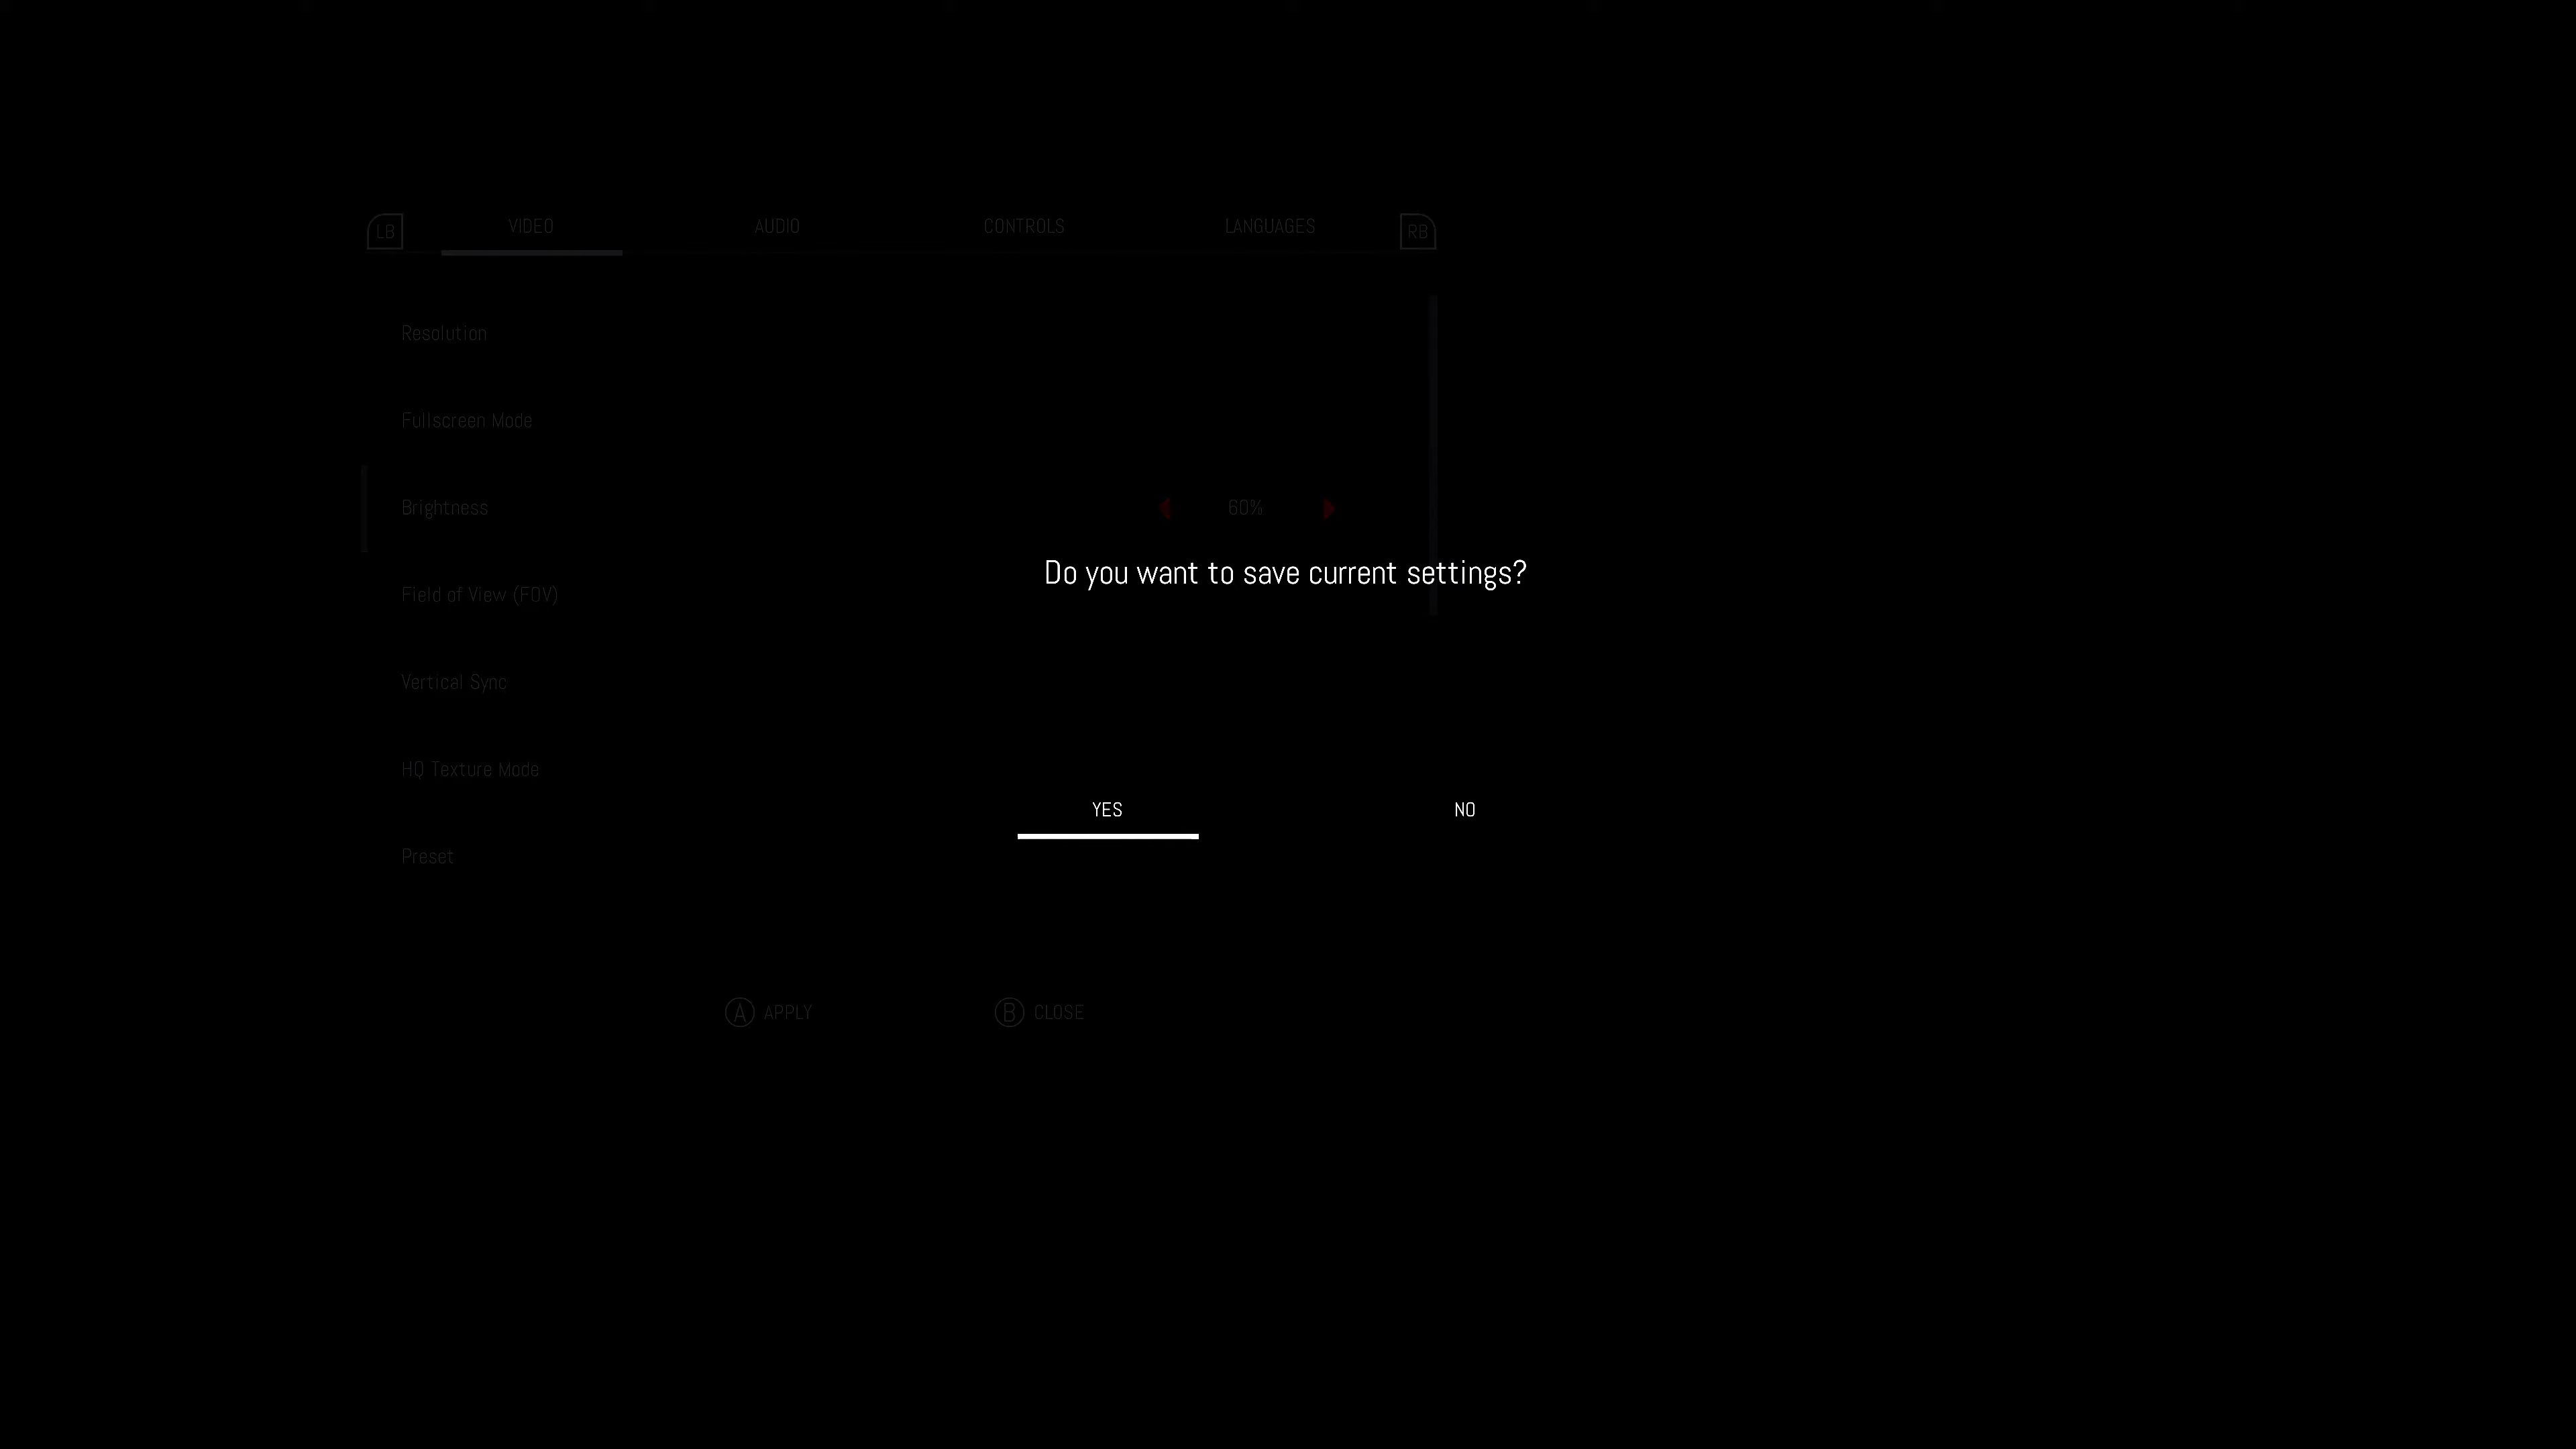 LB VIDEO AUDIO CONTROLS LANGUAGES RB
Resolution
Fullscreen Mode
Brightness 60%
Do you want to save current settings?
Field of View (FOV)
Vertical Sync
HQ Texture Mode
YES NO
Preset
A APPLY B CLOSE